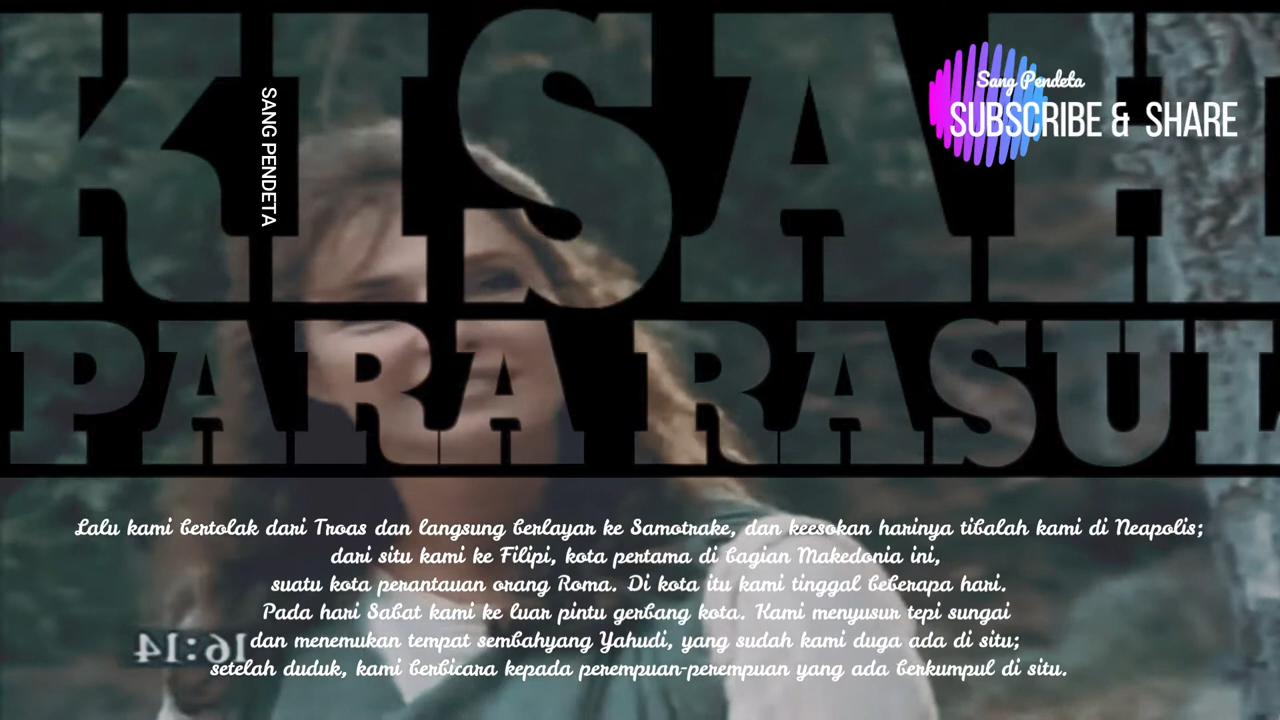 KISAH
PARA RASUL
SANG PENDETA
Sang Pendeta
SUBSCRIBE & SHARE
Lalu kami bertolak dari Troas dan langsung berlayar ke Samotrake, dan keesokan harinya tibalah kami di Neapolis;
dari situ kami ke Filipi, kota pertama di bagian Makedonia ini,
suatu kota perantauan orang Roma. Di kota itu kami tinggal beberapa hari.
Pada hari Sabat kami ke luar pintu gerbang kota. Kami menyusur tepi sungai
dan menemukan tempat sembahyang Yahudi, yang sudah kami duga ada di situ;
setelah duduk, kami berbicara kepada perempuan-perempuan yang ada berkumpul di situ.
16:14